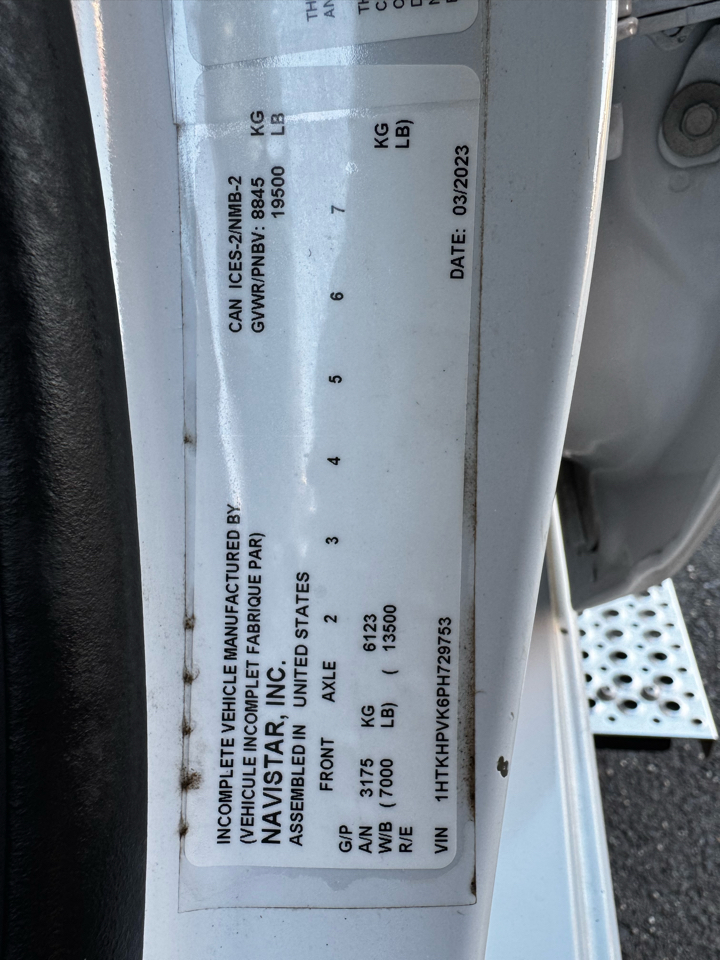 INCOMPLETE VEHICLE MANUFACTURED BY
(VEHICULE INCOMPLET FABRIQUE PAR)
NAVISTAR, INC.
ASSEMBLED IN UNITED STATES
CAN ICES-2/NMB-2
GVWR/PNBV: 8845 KG
19500 LB
FRONT AXLE 2 3 4 5 6 7
G/P
A/N 3175 KG 6123 KG
W/B ( 7000 LB) ( 13500 LB)
R/E
VIN 1HTKHPVK6PH729753 DATE: 03/2023